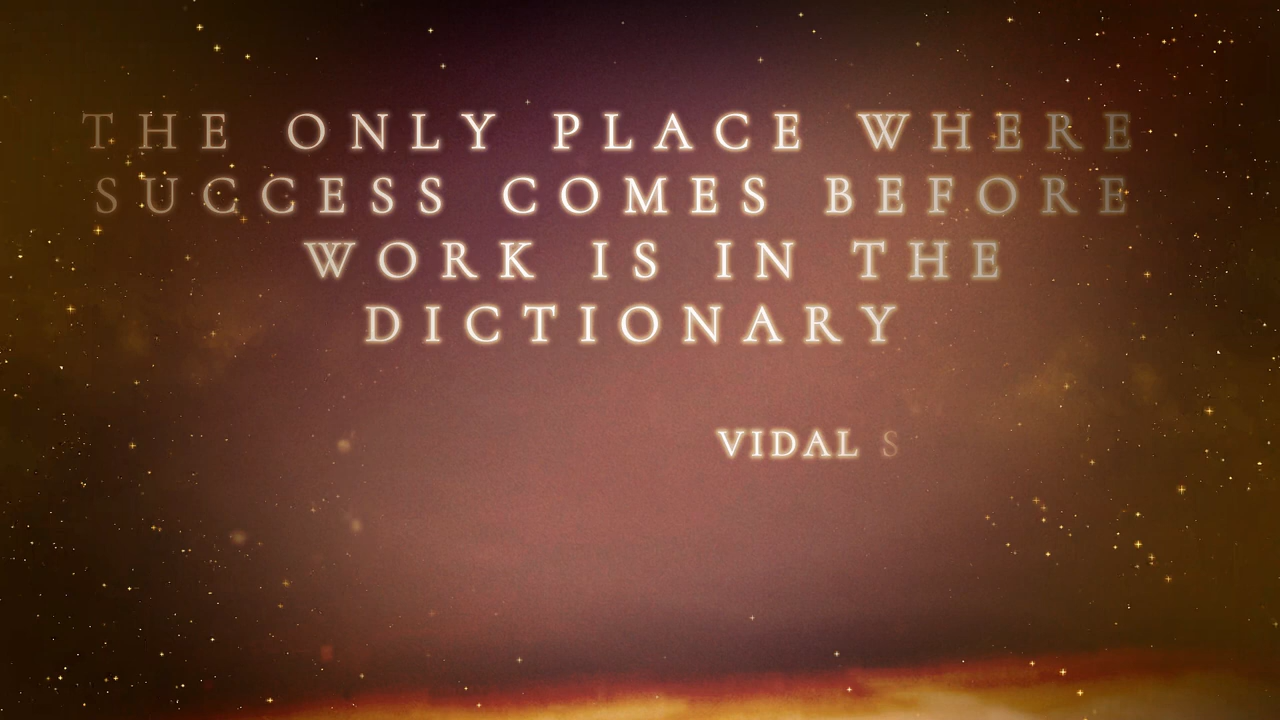 THE ONLY PLACE WHERE
SUCCESS COMES BEFORE
WORK IS IN THE
DICTIONARY
VIDAL S